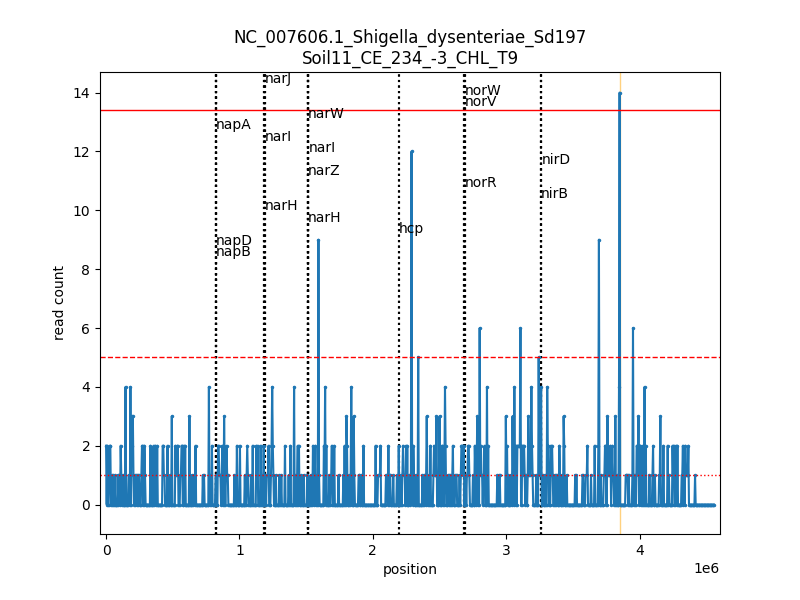 NC_007606.1_Shigella_dysenteriae_Sd197
Soil11_CE_234_-3_CHL_T9
read count
14
12
10
8
6
4
2
0
napA
napD
napB
narJ
narI
narH
narW
narI
narZ
narH
hcp
norW
norV
norR
nirD
nirB
0
1
2
3
4
1e6
position